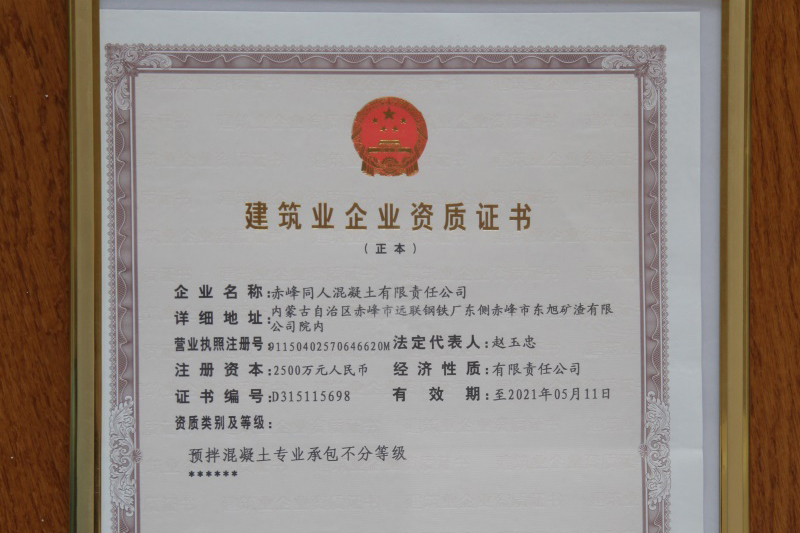 建筑业企业资质证书
（正本）
企业名称：赤峰同人混凝土有限责任公司
详细地址：内蒙古自治区赤峰市远联钢铁厂东侧赤峰市东旭矿渣有限
公司院内
营业执照注册号：91150402570646620M 法定代表人：赵玉忠
注册资本：2500万元人民币 经济性质：有限责任公司
证书编号：D315115698 有效期：至2021年05月11日
资质类别及等级：
预拌混凝土专业承包不分等级
******